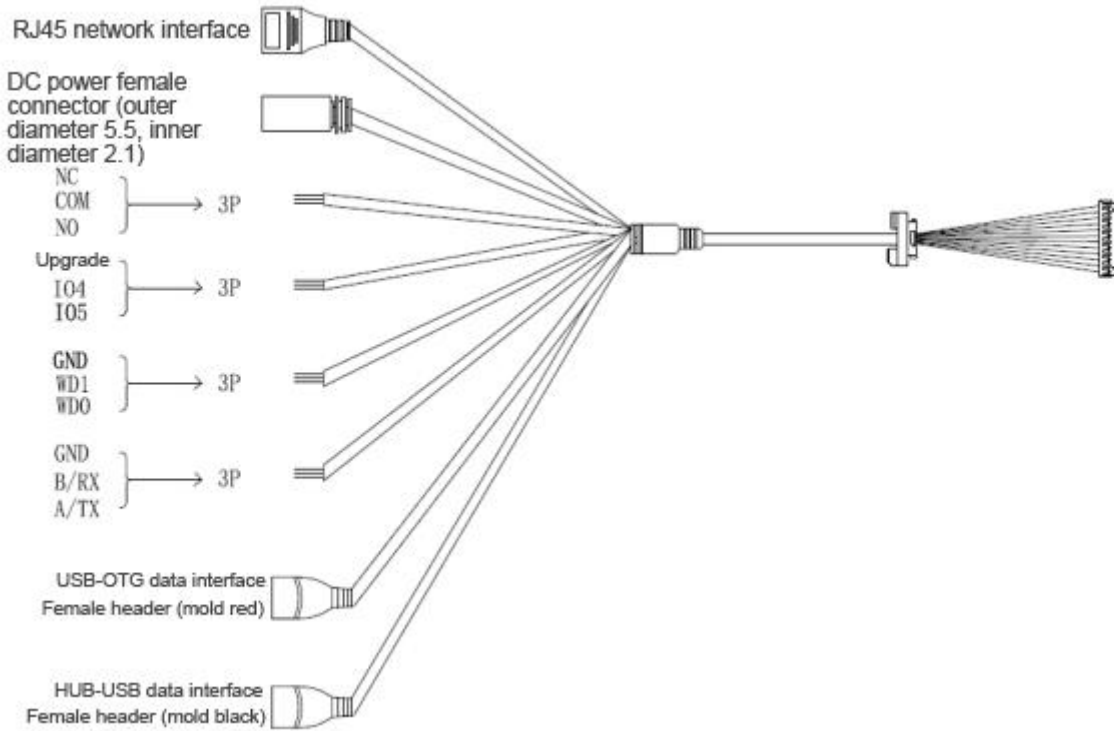 RJ45 network interface
DC power female
connector (outer
diameter 5.5, inner
diameter 2.1)
NC
COM
NO
3P
Upgrade
IO4
IO5
3P
GND
WD1
WD0
3P
GND
B/RX
A/TX
3P
USB-OTG data interface
Female header (mold red)
HUB-USB data interface
Female header (mold black)